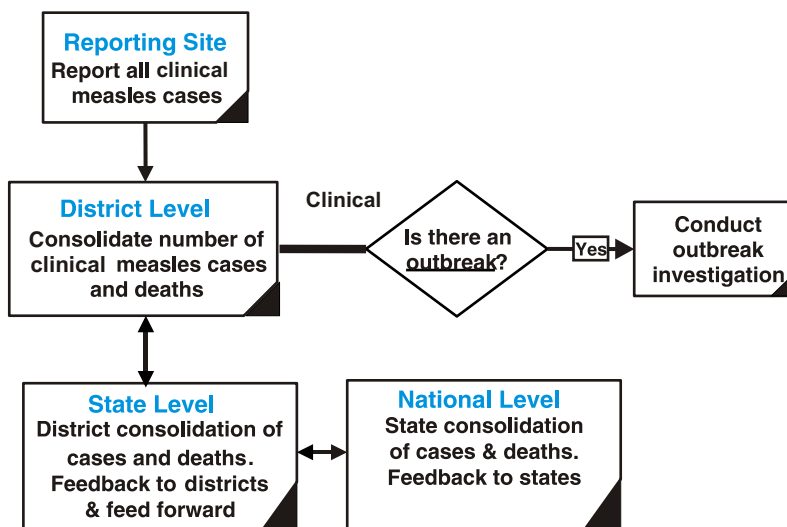 Reporting Site
Report all clinical
measles cases
District Level
Consolidate number of
clinical measles cases
and deaths
Clinical
Is there an
outbreak?
Yes
Conduct
outbreak
investigation
State Level
District consolidation of
cases and deaths.
Feedback to districts
& feed forward
National Level
State consolidation
of cases & deaths.
Feedback to states